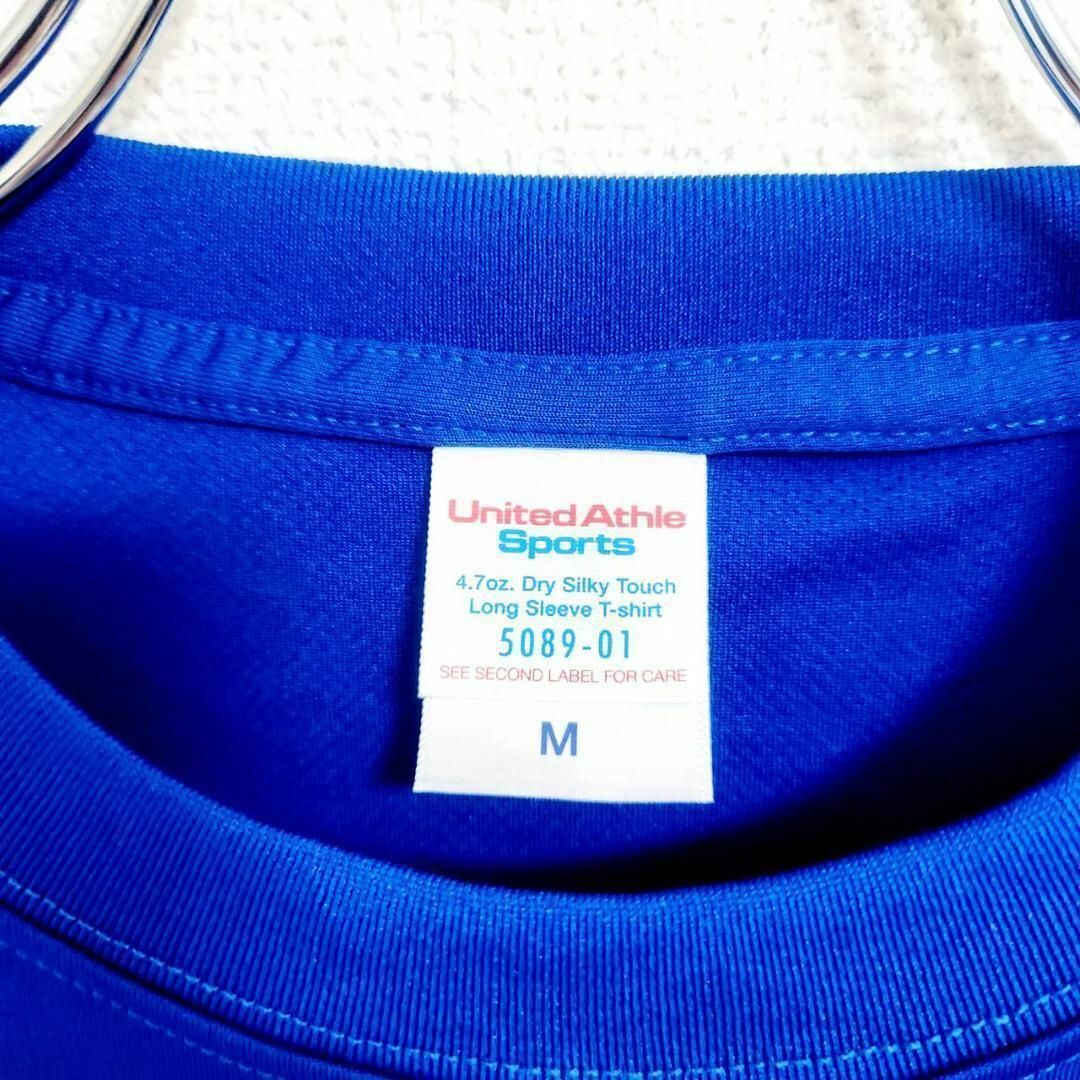 United Athle
Sports
4.7oz. Dry Silky Touch
Long Sleeve T-shirt
5089-01
SEE SECOND LABEL FOR CARE
M